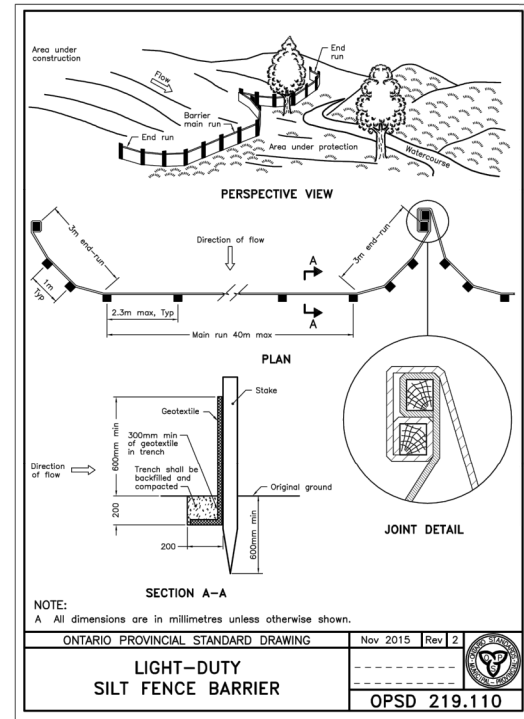 Area under
construction
Flow
End
run
Barrier
main run
End run
Area under protection
Watercourse
PERSPECTIVE VIEW
3m end-run
Direction of flow
3m end-run
A
1m
Typ
2.3m max, Typ
A
Main run 40m max
PLAN
Stake
Geotextile
600mm min
300mm min
of geotextile
in trench
Direction
of flow
Trench shall be
backfilled and
compacted
Original ground
200
600mm min
200
JOINT DETAIL
SECTION A-A
NOTE:
A All dimensions are in millimetres unless otherwise shown.
ONTARIO PROVINCIAL STANDARD DRAWING
Nov 2015
Rev 2
LIGHT-DUTY
SILT FENCE BARRIER
OPSD 219.110